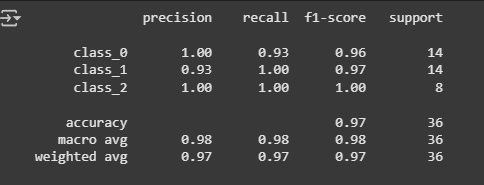 precision recall f1-score support
class_0 1.00 0.93 0.96 14
class_1 0.93 1.00 0.97 14
class_2 1.00 1.00 1.00 8
accuracy 0.97 36
macro avg 0.98 0.98 0.98 36
weighted avg 0.97 0.97 0.97 36